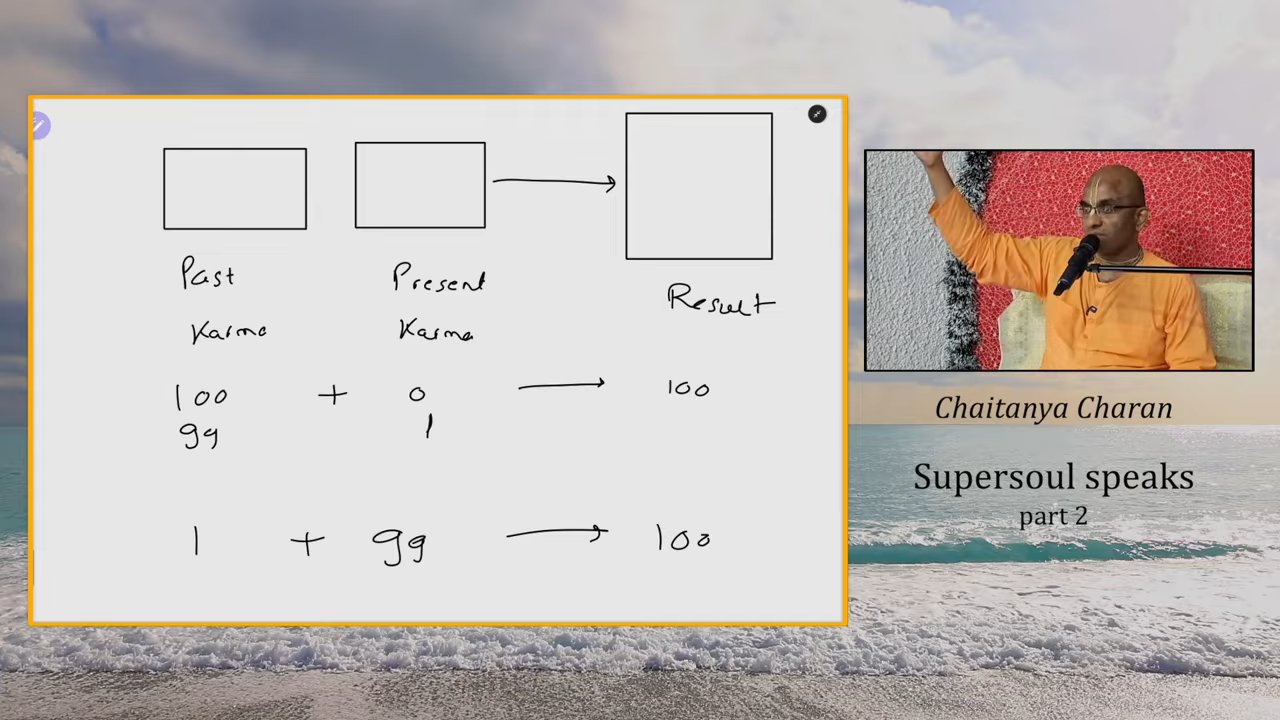 Past Present Result
Karma Karma
100 + 0 → 100
99 1
1 + 99 → 100
Chaitanya Charan
Supersoul speaks
part 2